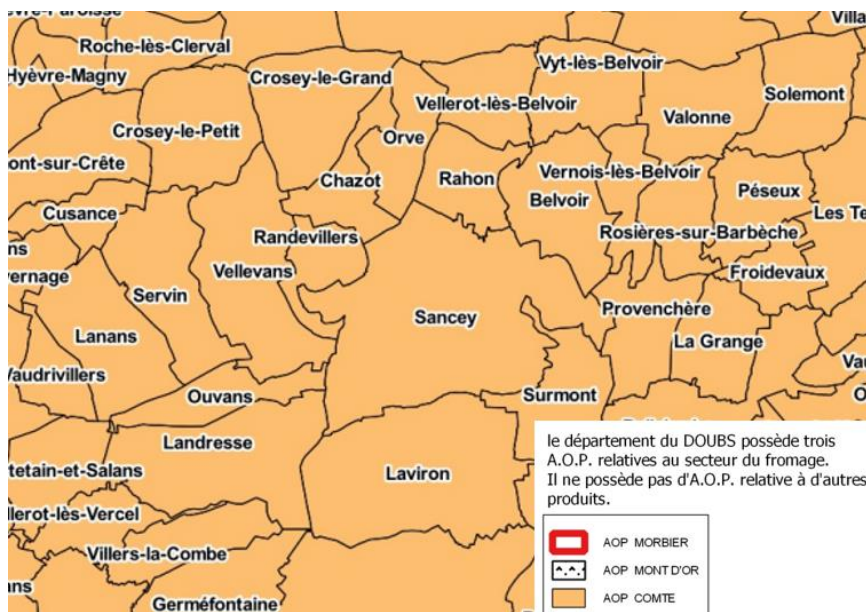 Roche-lès-Clerval
Hyèvre-Magny
Crosey-le-Grand
Vyt-lès-Belvoir
Solemont
Vellerot-lès-Belvoir
Valonne
Crosey-le-Petit
Orve
ont-sur-Crête
Chazot
Rahon
Vernois-lès-Belvoir
Belvoir
Péseux
Cusance
Les Te
Randevillers
Rosières-sur-Barbèche
ernage
Vellevans
Froidevaux
Servin
Provenchère
Sancey
Lanans
La Grange
Vau
Vaudrivillers
Ouvans
Surmont
Landresse
Laviron
tetain-et-Salans
llerot-lès-Vercel
Villers-la-Combe
ans
Germéfontaine
le département du DOUBS possède trois
A.O.P. relatives au secteur du fromage.
Il ne possède pas d'A.O.P. relative à d'autres
produits.
AOP MORBIER
AOP MONT D'OR
AOP COMTE